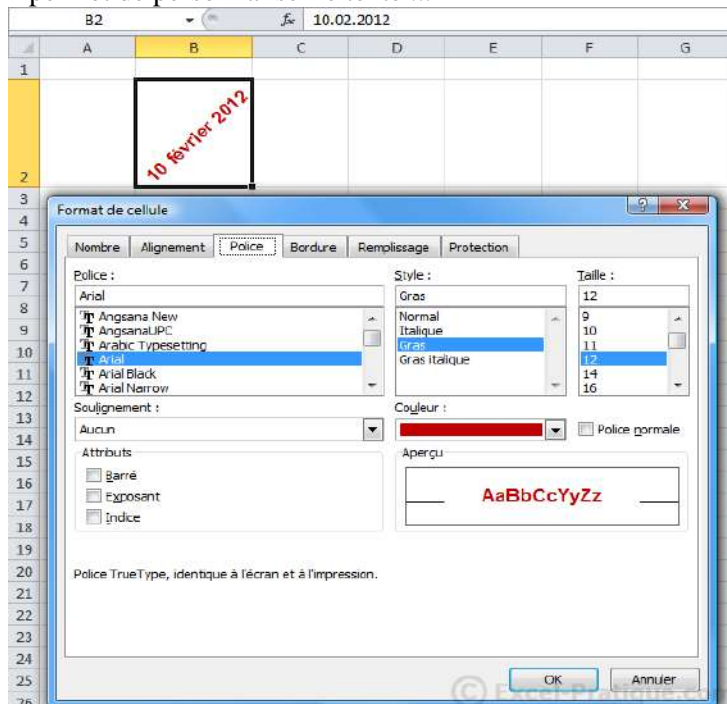 B2 fx 10.02.2012
A B C D E F G
1
10 février 2012
2
3
Format de cellule
4
5
Nombre Alignement Police Bordure Remplissage Protection
6
Police : Style : Taille :
7
Arial Gras 12
8
Angsana New Normal 9
9
AngsanaUPC Italique 10
10
Arabic Typesetting Gras 11
Arial Gras italique 12
11
Arial Black 14
12
Arial Narrow 16
13
Soulignement : Couleur :
14
Aucun Police normale
15
Attributs Aperçu
16
Barré
17
Exposant AaBbCcYyZz
18
Indice
19
20
Police TrueType, identique à l'écran et à l'impression.
21
22
23
24
25
OK Annuler
26
© Excel-Pratique.com